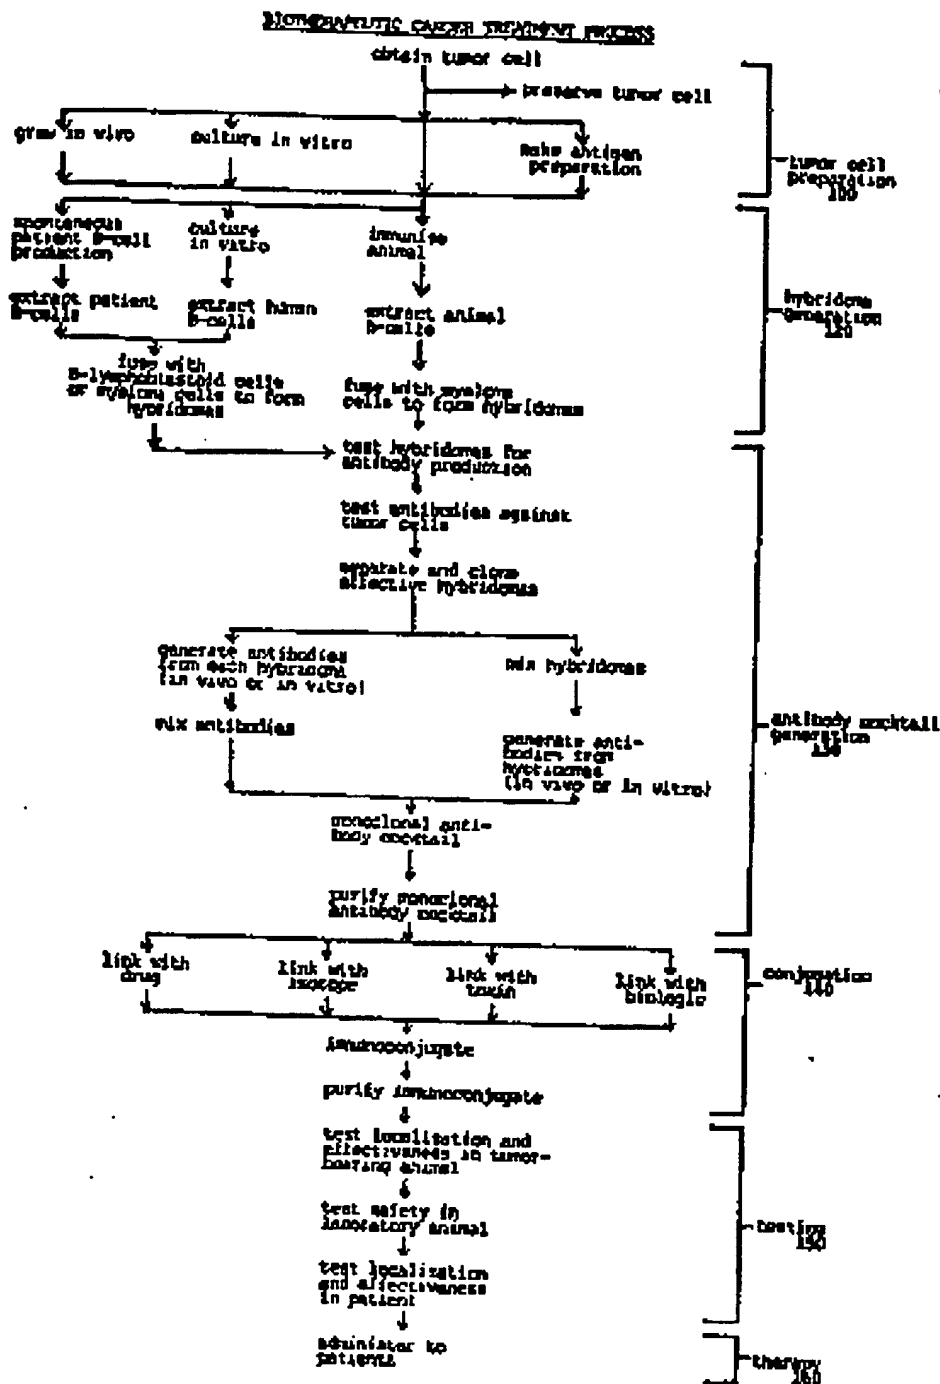 BIOTHERAPEUTIC CANCER TREATMENT PROCESS
obtain tumor cell
preserve tumor cell
grow in vivo
culture in vitro
make antigen
preparation
tumor cell
preparation
100
spontaneous
patient B-cell
production
culture
in vitro
immunize
animal
extract patient
B-cells
extract human
B-cells
extract animal
B-cells
hybridoma
generation
120
fuse with
B-lymphoblastoid cells
or myeloma cells to form
hybridomas
fuse with myeloma
cells to form hybridomas
test hybridomas for
antibody production
test antibodies against
tumor cells
separate and clone
effective hybridomas
generate antibodies
from each hybridoma
(in vivo or in vitro)
mix hybridomas
mix antibodies
generate anti-
bodies from
hybridomas
(in vivo or in vitro)
antibody cocktail
generation
monoclonal anti-
body cocktail
purify monoclonal
antibody cocktail
link with
drug
link with
isotope
link with
toxin
link with
biologic
conjugation
140
immunoconjugate
purify immunoconjugate
test localization and
effectiveness in tumor-
bearing animal
test safety in
laboratory animal
testing
150
test localization
and effectiveness
in patient
administer to
patients
therapy
160